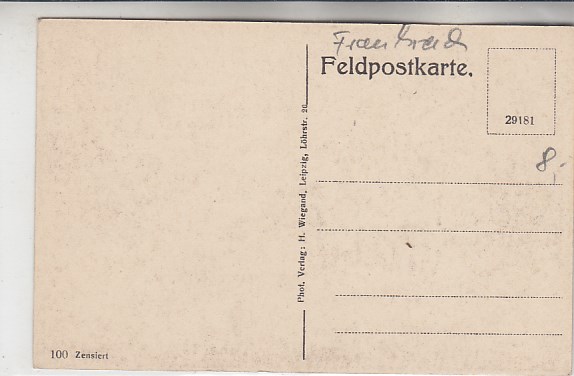 Frankreich
Feldpostkarte.
29181
8,-
Phot. Verlag: H. Wiegand, Leipzig, Löhrstr. 20
100 Zensiert